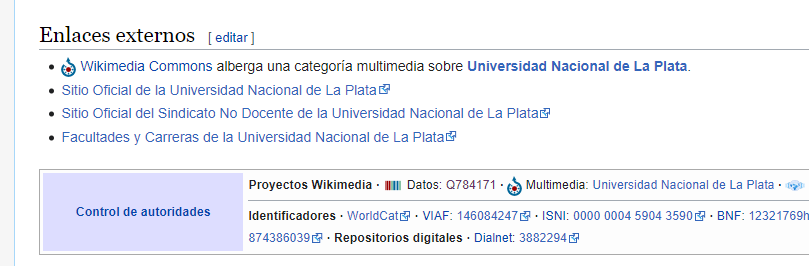 Enlaces externos [ editar ]
Wikimedia Commons alberga una categoría multimedia sobre Universidad Nacional de La Plata.
Sitio Oficial de la Universidad Nacional de La Plata
Sitio Oficial del Sindicato No Docente de la Universidad Nacional de La Plata
Facultades y Carreras de la Universidad Nacional de La Plata
Control de autoridades
Proyectos Wikimedia · Datos: Q784171 · Multimedia: Universidad Nacional de La Plata ·
Identificadores · WorldCat · VIAF: 146084247 · ISNI: 0000 0004 5904 3590 · BNF: 12321769h
874386039 · Repositorios digitales · Dialnet: 3882294